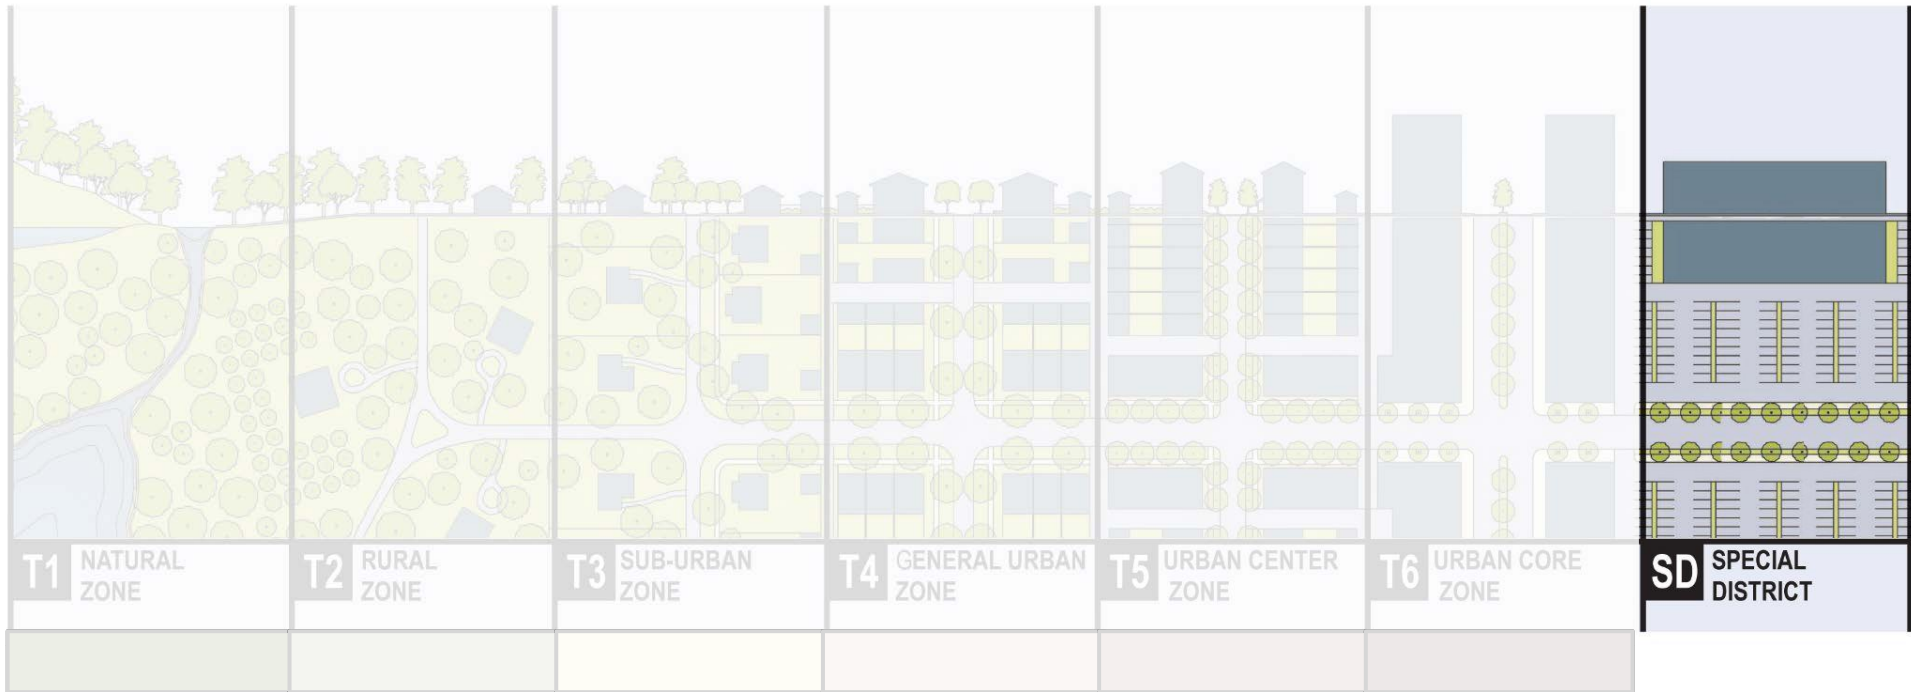 T1 NATURAL
ZONE
T2 RURAL
ZONE
T3 SUB-URBAN
ZONE
T4 GENERAL URBAN
ZONE
T5 URBAN CENTER
ZONE
T6 URBAN CORE
ZONE
SD SPECIAL
DISTRICT